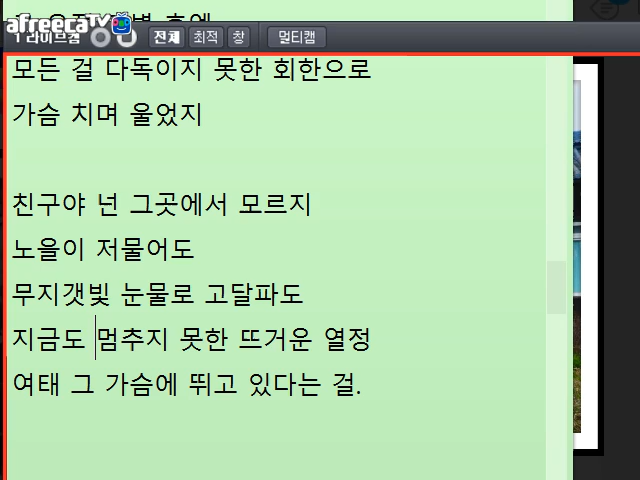 afreecaTV
1 라이브캠 전체 최적 창 멀티캠
모든 걸 다독이지 못한 회한으로
가슴 치며 울었지
친구야 넌 그곳에서 모르지
노을이 저물어도
무지갯빛 눈물로 고달파도
지금도 멈추지 못한 뜨거운 열정
여태 그 가슴에 뛰고 있다는 걸.